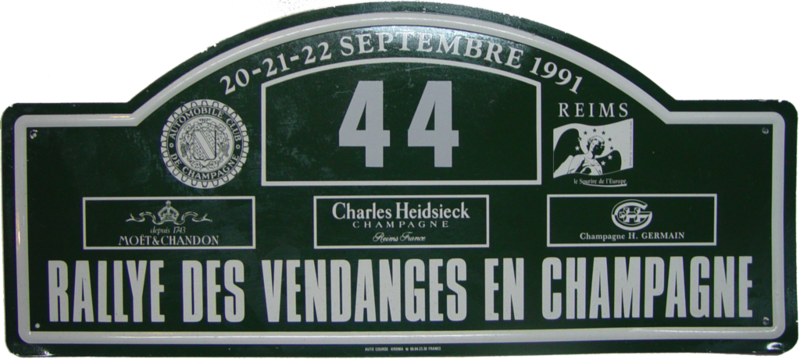 20-21-22 SEPTEMBRE 1991
44
AUTOMOBILE CLUB
DE CHAMPAGNE
REIMS
le Sourire de l'Europe
depuis 1743
MOËT&CHANDON
Charles Heidsieck
CHAMPAGNE
Reims France
GH
Champagne H. GERMAIN
RALLYE DES VENDANGES EN CHAMPAGNE